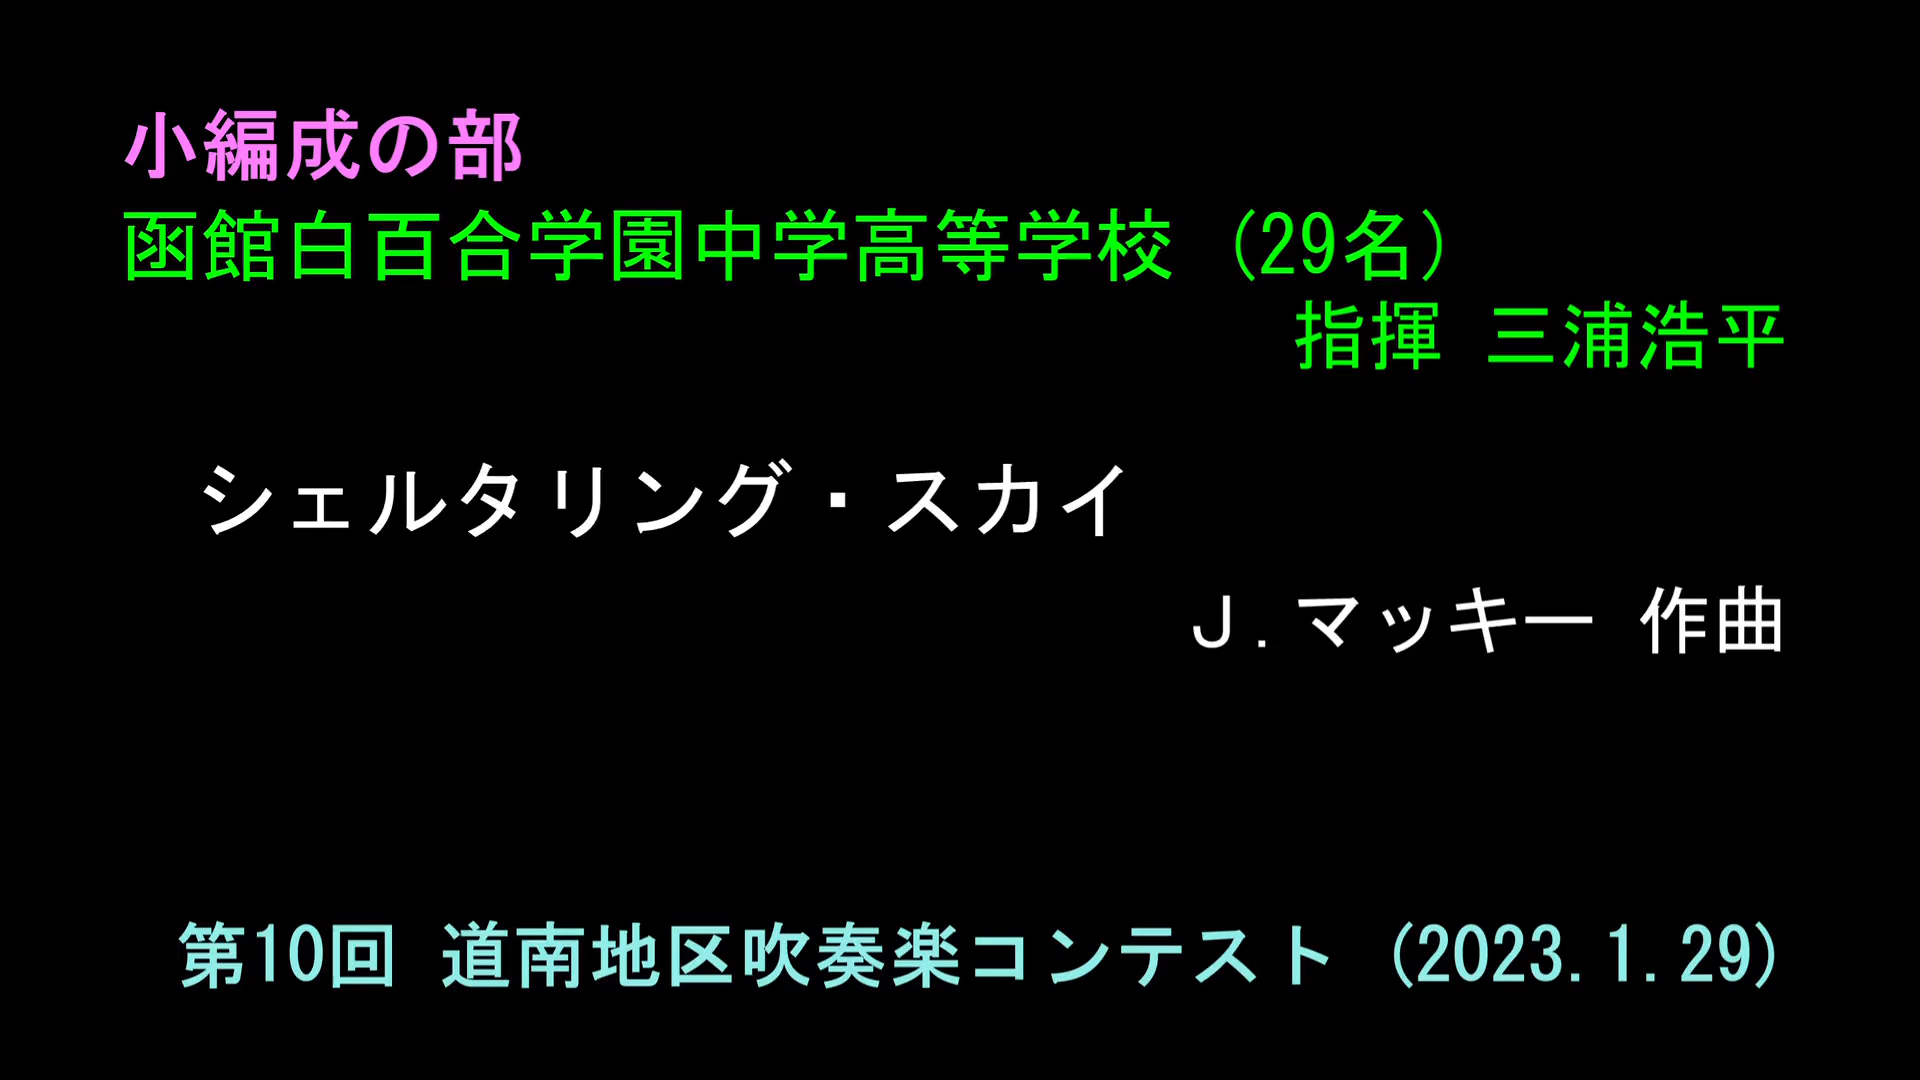 小編成の部
函館白百合学園中学高等学校 (29名)
指揮 三浦浩平
シェルタリング・スカイ
J.マッキー 作曲
第10回 道南地区吹奏楽コンテスト (2023.1.29)